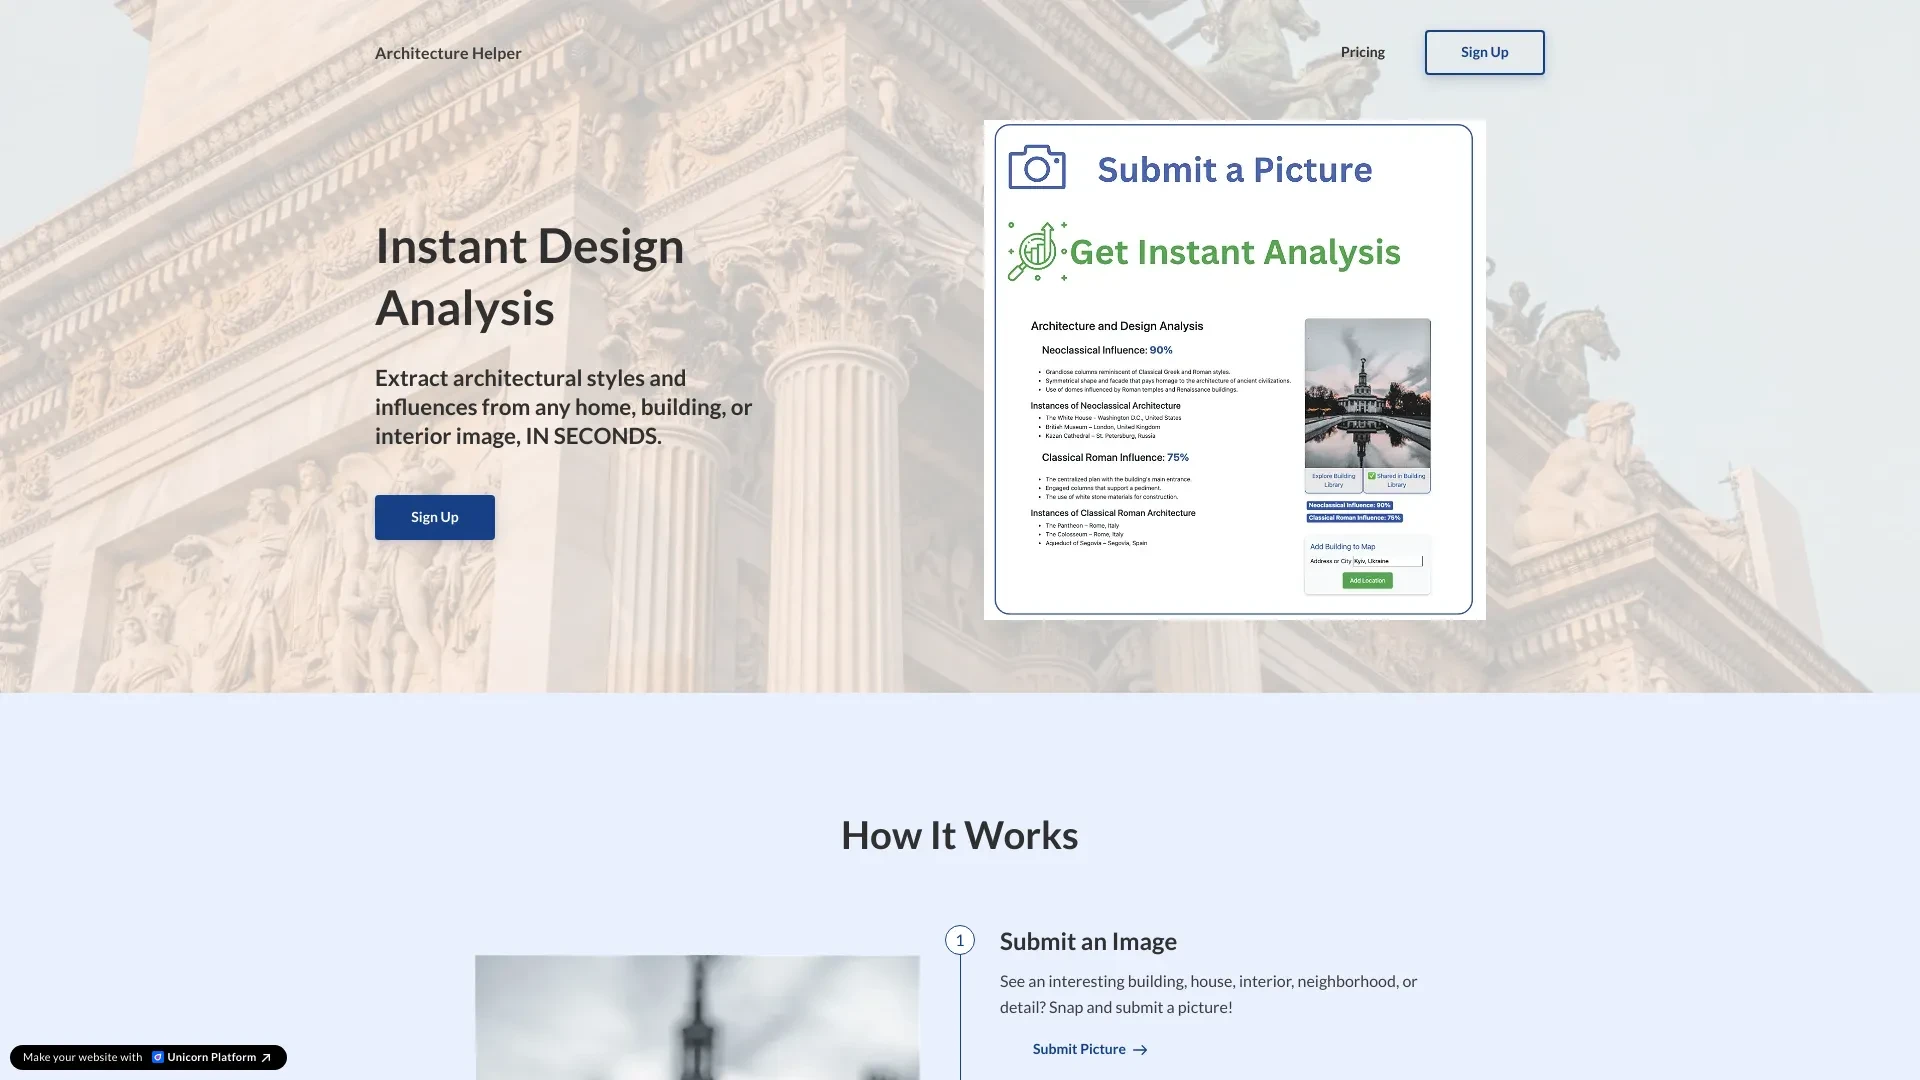 Architecture Helper
Pricing
Sign Up
Instant Design
Analysis
Extract architectural styles and
influences from any home, building, or
interior image, IN SECONDS.
Sign Up
Submit a Picture
Get Instant Analysis
Architecture and Design Analysis
Neoclassical Influence: 90%
• Grandiose columns reminiscent of Classical Greek and Roman styles.
• Symmetrical shape and facade that pays homage to the architecture of ancient civilizations.
• Use of domes influenced by Roman temples and Renaissance buildings.
Instances of Neoclassical Architecture
• The White House - Washington D.C., United States
• British Museum – London, United Kingdom
• Kazan Cathedral – St. Petersburg, Russia
Classical Roman Influence: 75%
• The centralized plan with the building's main entrance.
• Engaged columns that support a pediment.
• The use of white stone materials for construction.
Instances of Classical Roman Architecture
• The Pantheon – Rome, Italy
• The Colosseum – Rome, Italy
• Aqueduct of Segovia – Segovia, Spain
Explore Building
Library
✅ Shared in Building
Library
Neoclassical Influence: 90%
Classical Roman Influence: 75%
Add Building to Map
Address or City Kyiv, Ukraine
Add Location
How It Works
1
Submit an Image
See an interesting building, house, interior, neighborhood, or
detail? Snap and submit a picture!
Submit Picture →
Make your website with Unicorn Platform